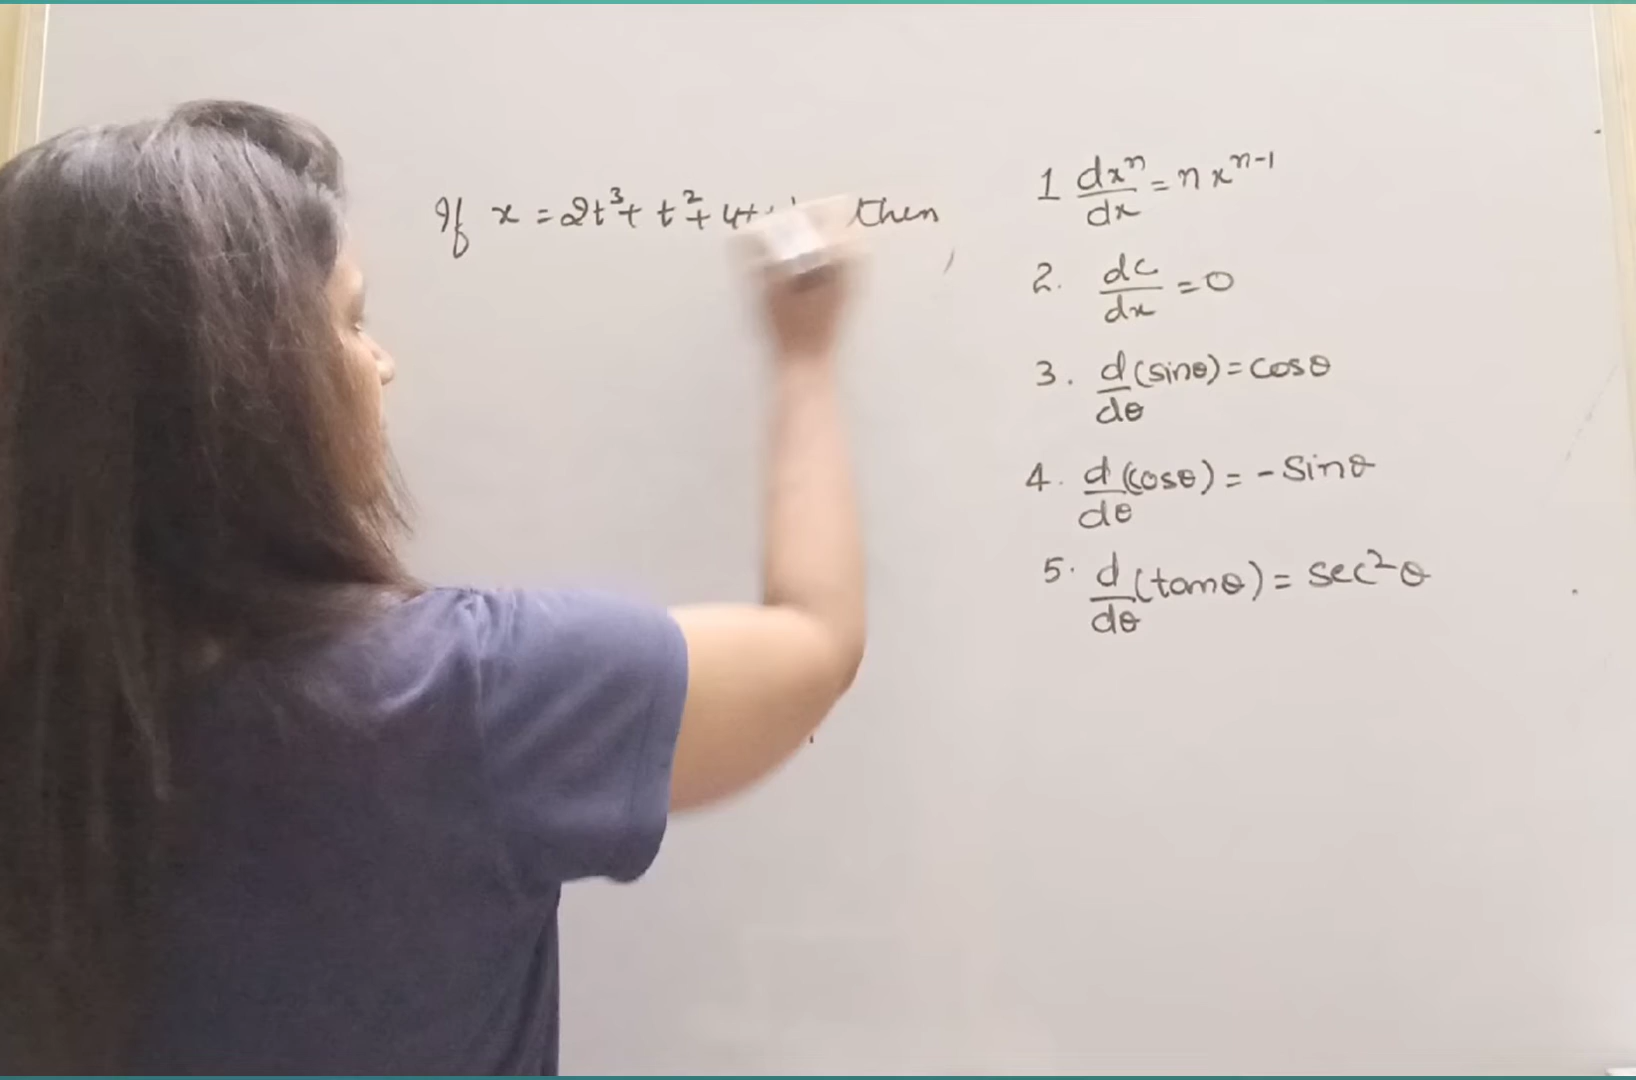 If x = 2t³ + t² + 4t then,
1 dxⁿ/dx = n xⁿ⁻¹
2. dc/dx = 0
3. d/dθ (sinθ) = cosθ
4. d/dθ (cosθ) = - sinθ
5. d/dθ (tanθ) = sec²θ